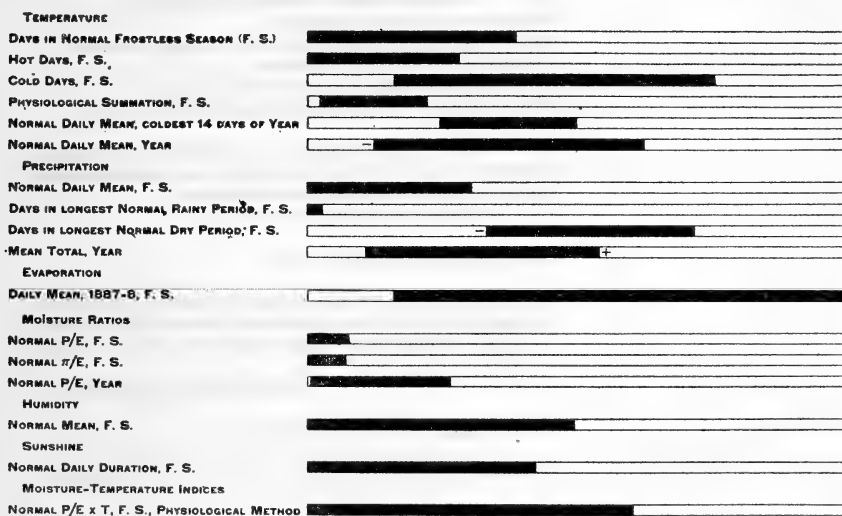 TEMPERATURE
DAYS IN NORMAL FROSTLESS SEASON (F. S.)
HOT DAYS, F. S.
COLD DAYS, F. S.
PHYSIOLOGICAL SUMMATION, F. S.
NORMAL DAILY MEAN, COLDEST 14 DAYS OF YEAR
NORMAL DAILY MEAN, YEAR –
PRECIPITATION
NORMAL DAILY MEAN, F. S.
DAYS IN LONGEST NORMAL RAINY PERIOD, F. S.
DAYS IN LONGEST NORMAL DRY PERIOD, F. S. –
MEAN TOTAL, YEAR +
EVAPORATION
DAILY MEAN, 1887-8, F. S.
MOISTURE RATIOS
NORMAL P/E, F. S.
NORMAL π/E, F. S.
NORMAL P/E, YEAR
HUMIDITY
NORMAL MEAN, F. S.
SUNSHINE
NORMAL DAILY DURATION, F. S.
MOISTURE-TEMPERATURE INDICES
NORMAL P/E x T, F. S., PHYSIOLOGICAL METHOD